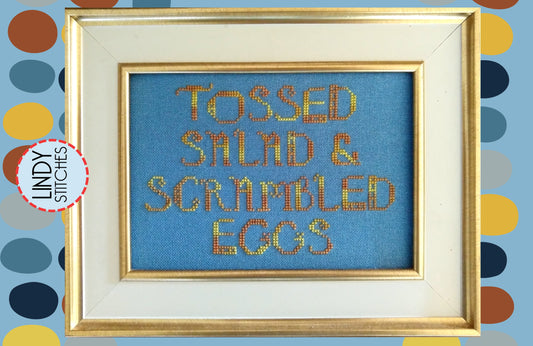 TOSSED
SALAD &
SCRAMBLED
EGGS
LINDY
STITCHES